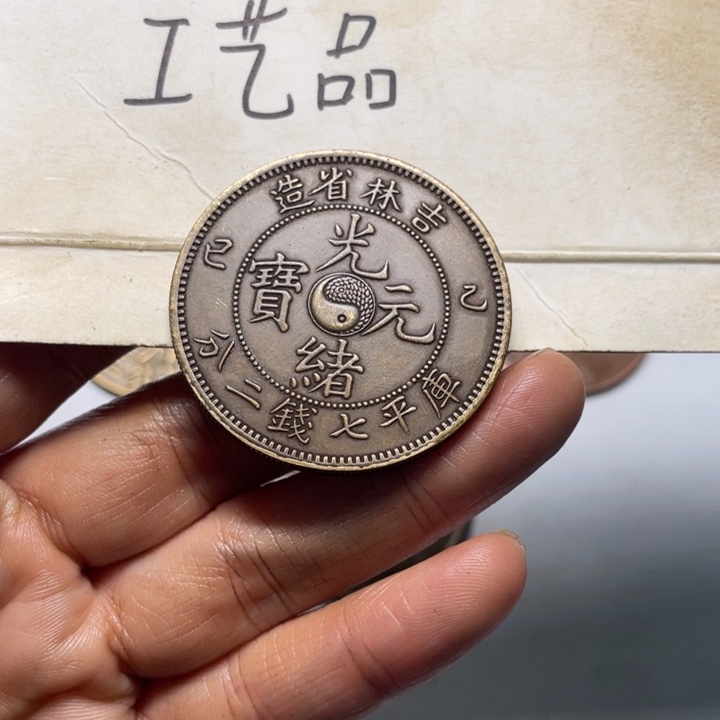 工艺品
吉林省造
乙巳
光緒元寶
庫平七錢二分